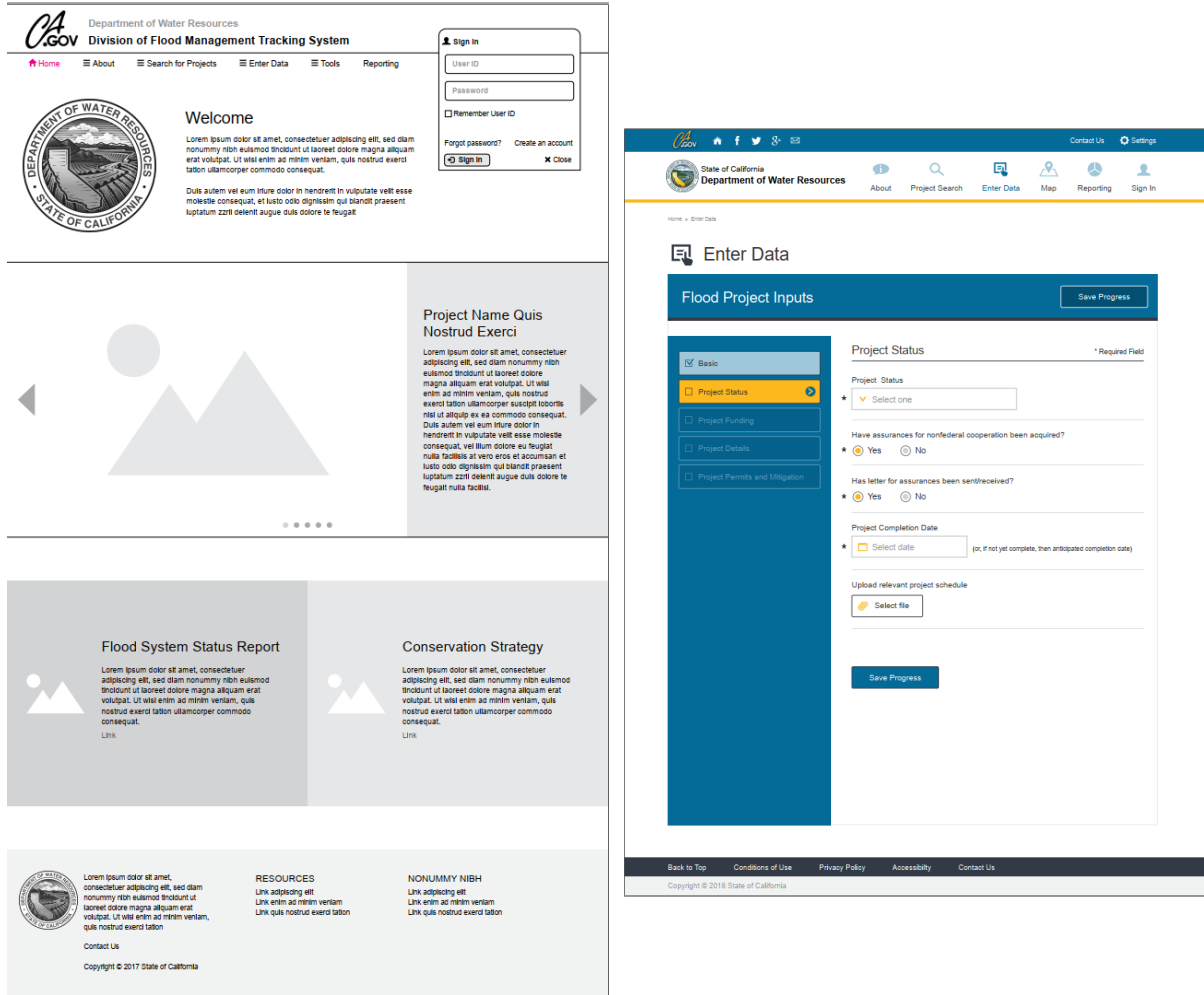 CA.GOV
Department of Water Resources
Division of Flood Management Tracking System
Home About Search for Projects Enter Data Tools Reporting
Sign In
User ID
Password
Remember User ID
Forgot password? Create an account
Sign In Close
DEPARTMENT OF WATER RESOURCES
STATE OF CALIFORNIA
Welcome
Lorem ipsum dolor sit amet, consectetuer adipiscing elit, sed diam
nonummy nibh euismod tincidunt ut laoreet dolore magna aliquam
erat volutpat. Ut wisi enim ad minim veniam, quis nostrud exerci
tation ullamcorper commodo consequat.
Duis autem vel eum iriure dolor in hendrerit in vulputate velit esse
molestie consequat, et iusto odio dignissim qui blandit praesent
luptatum zzril delenit augue duis dolore te feugait
Project Name Quis
Nostrud Exerci
Lorem ipsum dolor sit amet, consectetuer
adipiscing elit, sed diam nonummy nibh
euismod tincidunt ut laoreet dolore
magna aliquam erat volutpat. Ut wisi
enim ad minim veniam, quis nostrud
exerci tation ullamcorper suscipit lobortis
nisl ut aliquip ex ea commodo consequat.
Duis autem vel eum iriure dolor in
hendrerit in vulputate velit esse molestie
consequat, vel illum dolore eu feugiat
nulla facilisis at vero eros et accumsan et
iusto odio dignissim qui blandit praesent
luptatum zzril delenit augue duis dolore te
feugait nulla facilisi.
Flood System Status Report
Lorem ipsum dolor sit amet, consectetuer
adipiscing elit, sed diam nonummy nibh euismod
tincidunt ut laoreet dolore magna aliquam erat
volutpat. Ut wisi enim ad minim veniam, quis
nostrud exerci tation ullamcorper commodo
consequat.
Link
Conservation Strategy
Lorem ipsum dolor sit amet, consectetuer
adipiscing elit, sed diam nonummy nibh euismod
tincidunt ut laoreet dolore magna aliquam erat
volutpat. Ut wisi enim ad minim veniam, quis
nostrud exerci tation ullamcorper commodo
consequat.
Link
Lorem ipsum dolor sit amet,
consectetuer adipiscing elit, sed diam
nonummy nibh euismod tincidunt ut
laoreet dolore magna aliquam erat
volutpat. Ut wisi enim ad minim veniam,
quis nostrud exerci tation
Contact Us
Copyright © 2017 State of California
RESOURCES
Link adipiscing elit
Link enim ad minim veniam
Link quis nostrud exerci tation
NONUMMY NIBH
Link adipiscing elit
Link enim ad minim veniam
Link quis nostrud exerci tation
CA.GOV Contact Us Settings
State of California
Department of Water Resources
About Project Search Enter Data Map Reporting Sign In
Home Enter Data
Enter Data
Flood Project Inputs Save Progress
Basic
Project Status
Project Funding
Project Details
Project Permits and Mitigation
Project Status * Required Field
Project Status
* Select one
Have assurances for nonfederal cooperation been acquired?
* Yes No
Has letter for assurances been sent/received?
* Yes No
Project Completion Date
* Select date (or, if not yet complete, then anticipated completion date)
Upload relevant project schedule
Select file
Save Progress
Back to Top Conditions of Use Privacy Policy Accessibilty Contact Us
Copyright © 2018 State of California